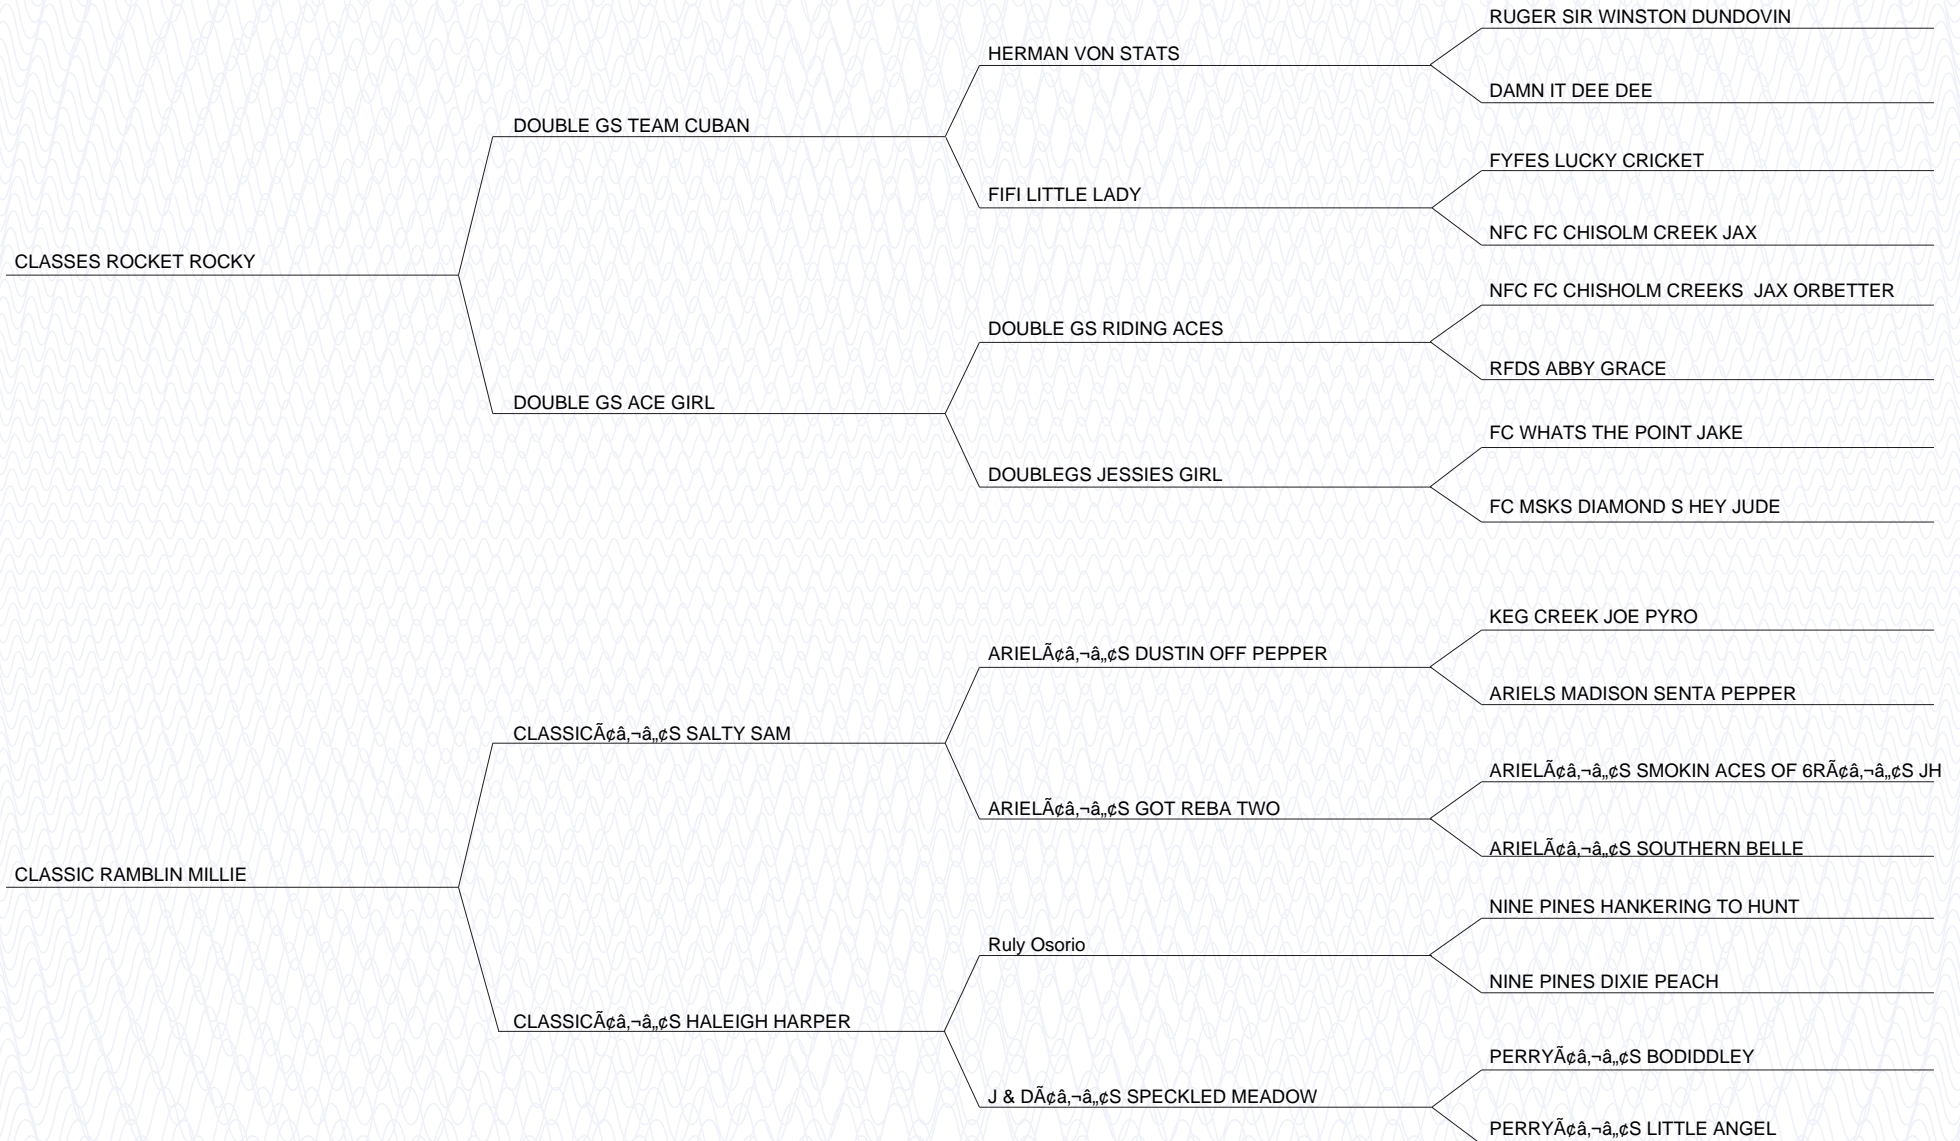 RUGER SIR WINSTON DUNDOVIN
HERMAN VON STATS
DAMN IT DEE DEE
DOUBLE GS TEAM CUBAN
FYFES LUCKY CRICKET
FIFI LITTLE LADY
NFC FC CHISOLM CREEK JAX
CLASSES ROCKET ROCKY
NFC FC CHISHOLM CREEKS  JAX ORBETTER
DOUBLE GS RIDING ACES
RFDS ABBY GRACE
DOUBLE GS ACE GIRL
FC WHATS THE POINT JAKE
DOUBLEGS JESSIES GIRL
FC MSKS DIAMOND S HEY JUDE
KEG CREEK JOE PYRO
ARIELÃ¢â‚¬â„¢S DUSTIN OFF PEPPER
ARIELS MADISON SENTA PEPPER
CLASSICÃ¢â‚¬â„¢S SALTY SAM
ARIELÃ¢â‚¬â„¢S SMOKIN ACES OF 6RÃ¢â‚¬â„¢S JH
ARIELÃ¢â‚¬â„¢S GOT REBA TWO
ARIELÃ¢â‚¬â„¢S SOUTHERN BELLE
CLASSIC RAMBLIN MILLIE
NINE PINES HANKERING TO HUNT
Ruly Osorio
NINE PINES DIXIE PEACH
CLASSICÃ¢â‚¬â„¢S HALEIGH HARPER
PERRYÃ¢â‚¬â„¢S BODIDDLEY
J & DÃ¢â‚¬â„¢S SPECKLED MEADOW
PERRYÃ¢â‚¬â„¢S LITTLE ANGEL